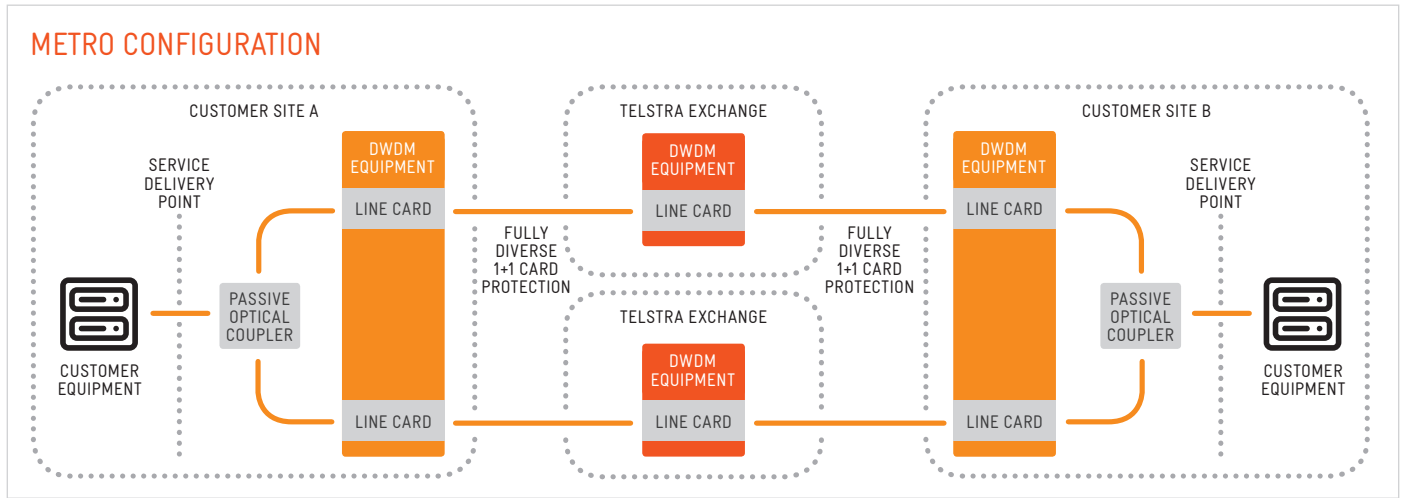 METRO CONFIGURATION
CUSTOMER SITE A
SERVICE
DELIVERY
POINT
CUSTOMER
EQUIPMENT
PASSIVE
OPTICAL
COUPLER
DWDM
EQUIPMENT
LINE CARD
LINE CARD
FULLY
DIVERSE
1+1 CARD
PROTECTION
TELSTRA EXCHANGE
DWDM
EQUIPMENT
LINE CARD
TELSTRA EXCHANGE
DWDM
EQUIPMENT
LINE CARD
FULLY
DIVERSE
1+1 CARD
PROTECTION
CUSTOMER SITE B
DWDM
EQUIPMENT
LINE CARD
LINE CARD
PASSIVE
OPTICAL
COUPLER
SERVICE
DELIVERY
POINT
CUSTOMER
EQUIPMENT